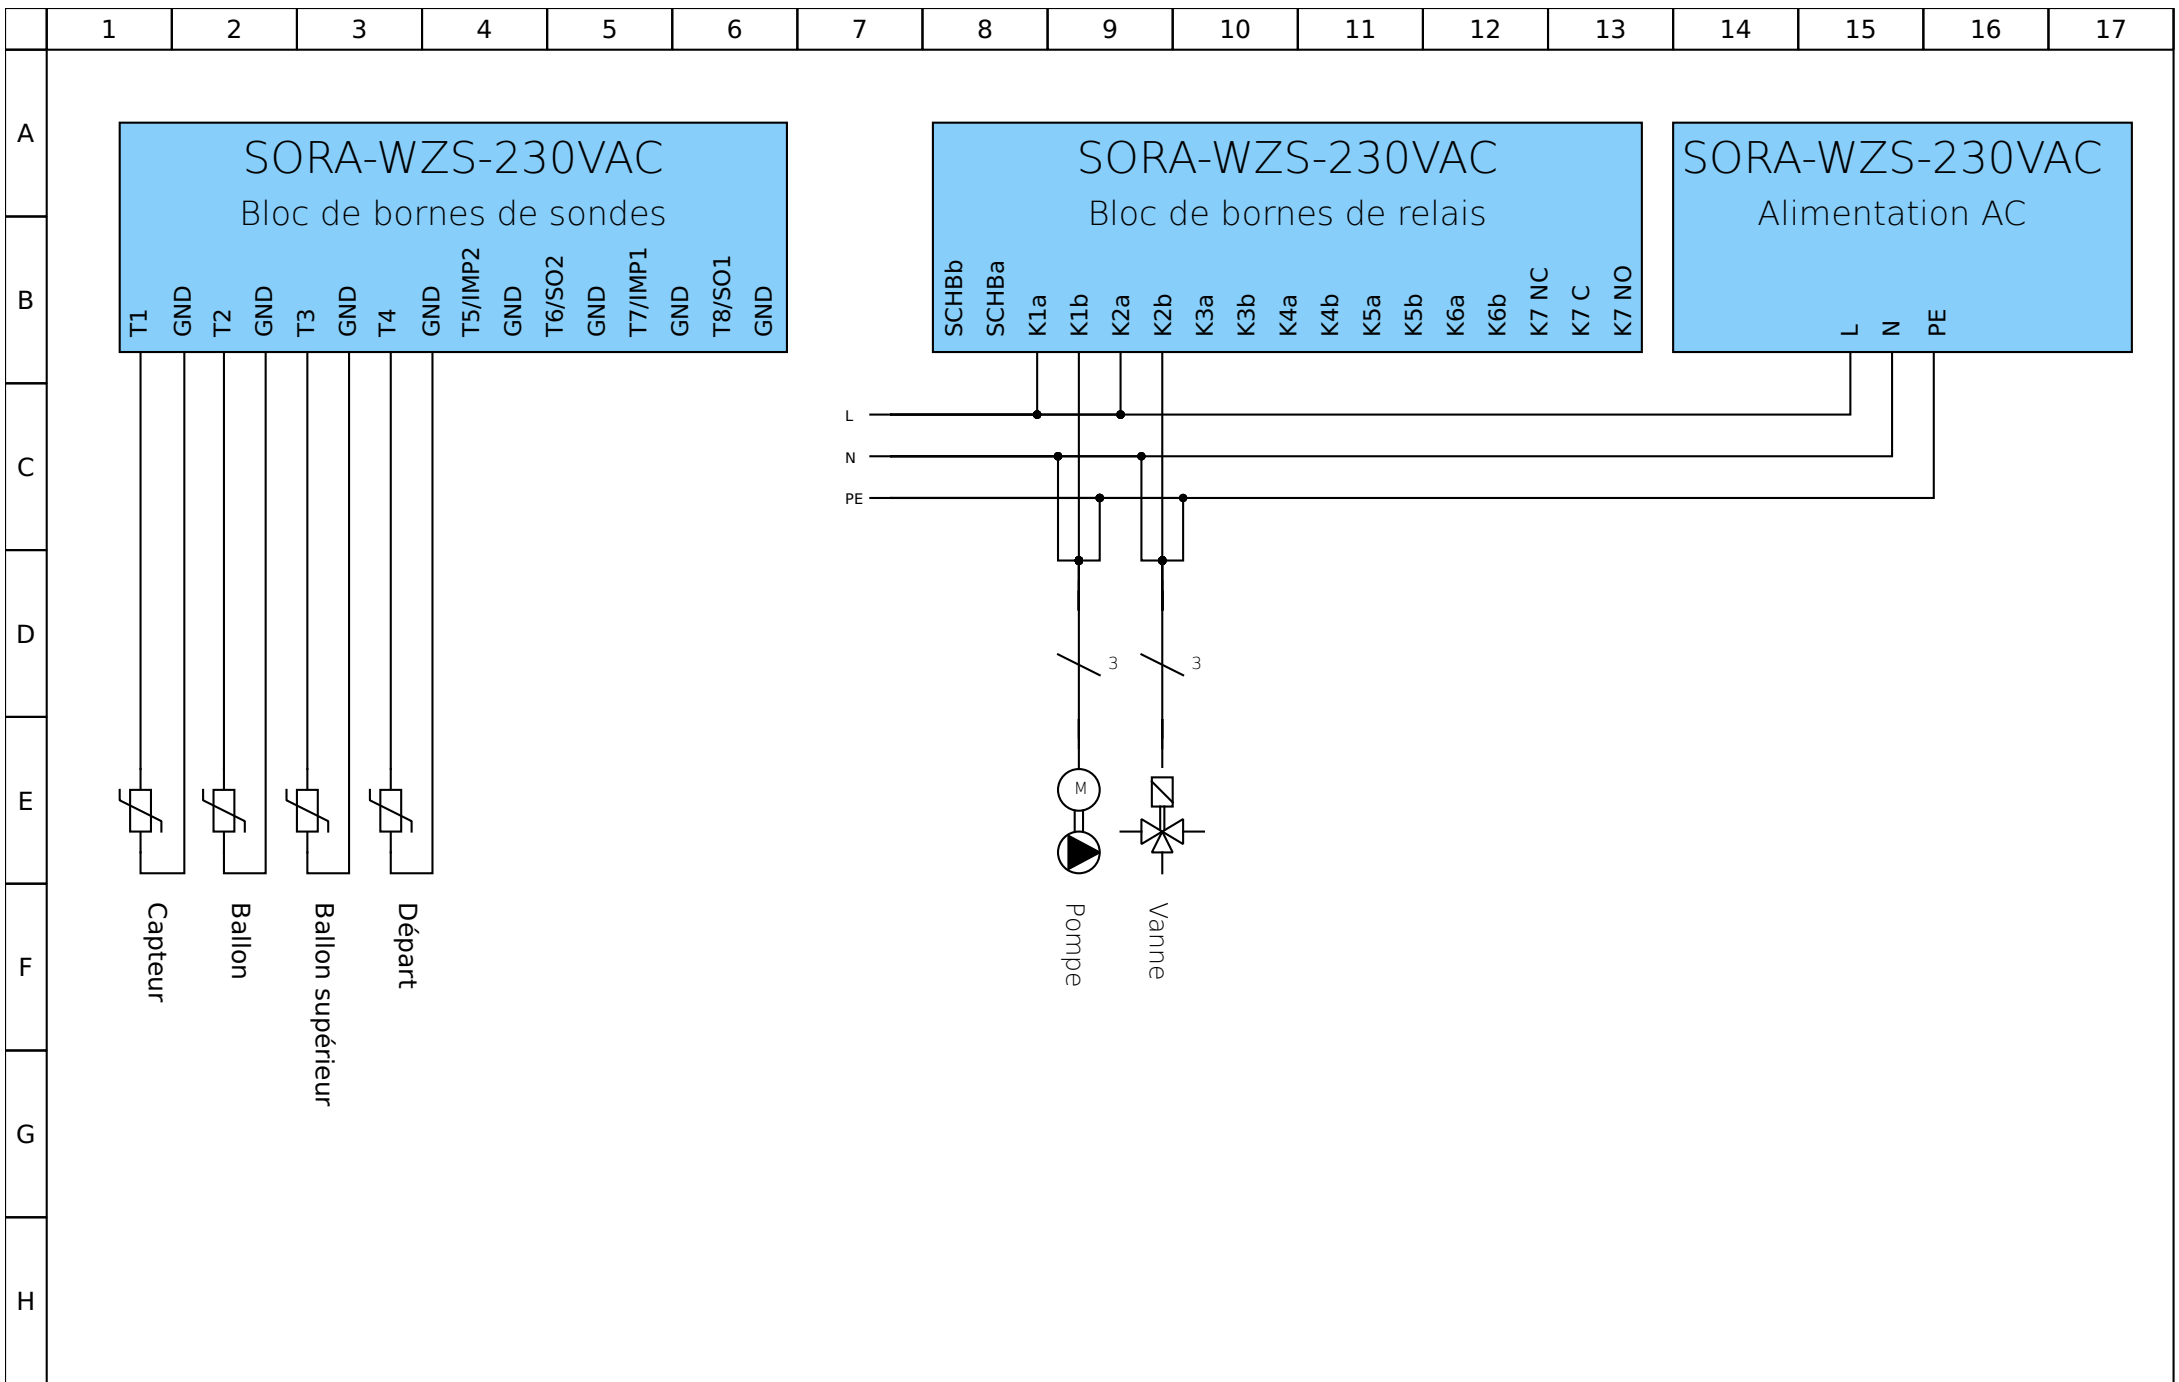 1 2 3 4 5 6 7 8 9 10 11 12 13 14 15 16 17
A
B
C
D
E
F
G
H
SORA-WZS-230VAC
Bloc de bornes de sondes
T1
GND
T2
GND
T3
GND
T4
GND
T5/IMP2
GND
T6/SO2
GND
T7/IMP1
GND
T8/SO1
GND
SORA-WZS-230VAC
Bloc de bornes de relais
SCHBb
SCHBa
K1a
K1b
K2a
K2b
K3a
K3b
K4a
K4b
K5a
K5b
K6a
K6b
K7 NC
K7 C
K7 NO
SORA-WZS-230VAC
Alimentation AC
L
N
PE
L
N
PE
3
3
M
Capteur
Ballon
Ballon supérieur
Départ
Pompe
Vanne